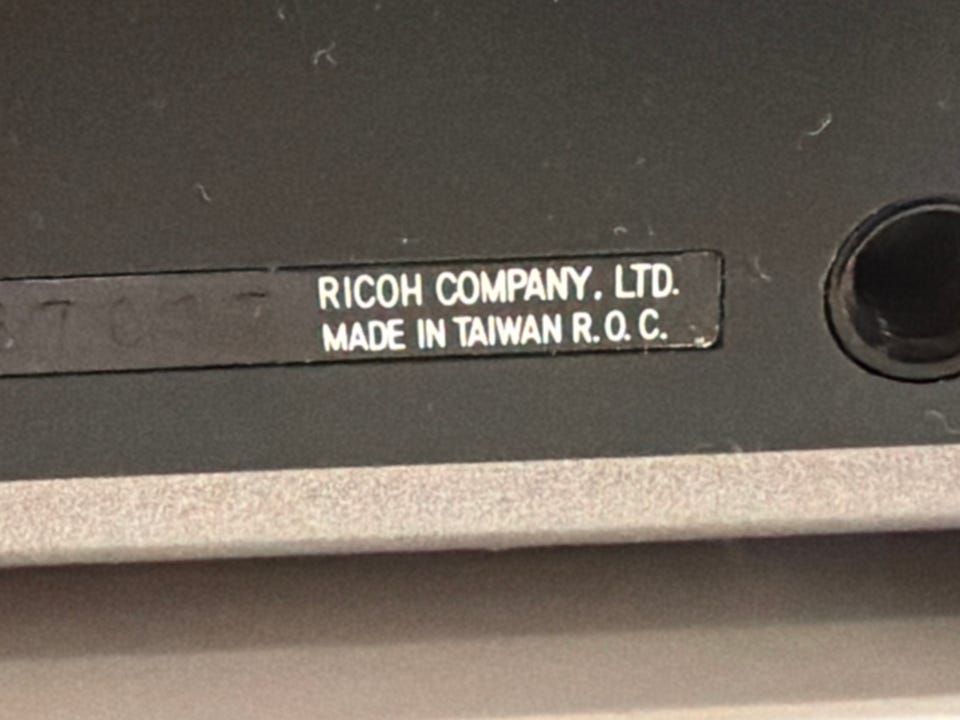 RICOH COMPANY. LTD.
MADE IN TAIWAN R.O.C.